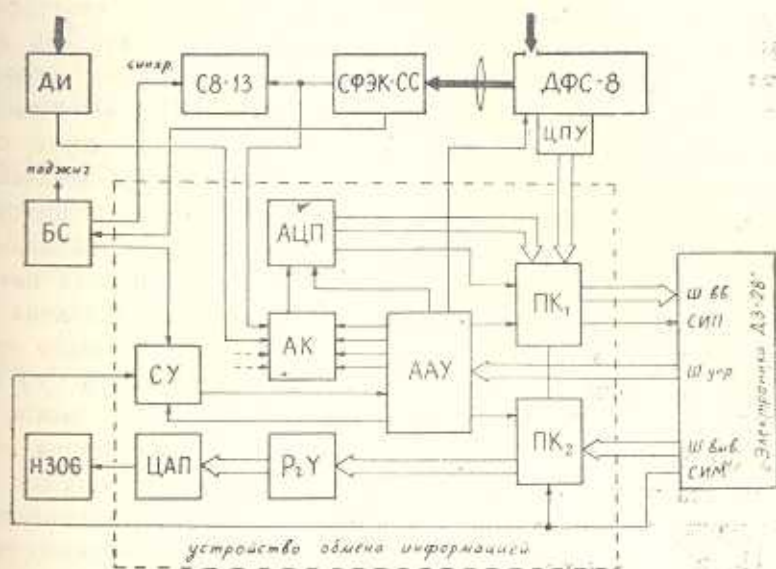 ДИ
синхр.
С8-13
СФЭК-СС
ДФС-8
ЦПУ
поджиг
БС
АЦП
ПК₁
Ш вв.
СИП
АК
ААУ
СУ
Ш упр
ПК₂
Ш выв.
СИМ
Н306
ЦАП
Р₂Y
„Электроника ДЗ-28"
устройство обмена информацией